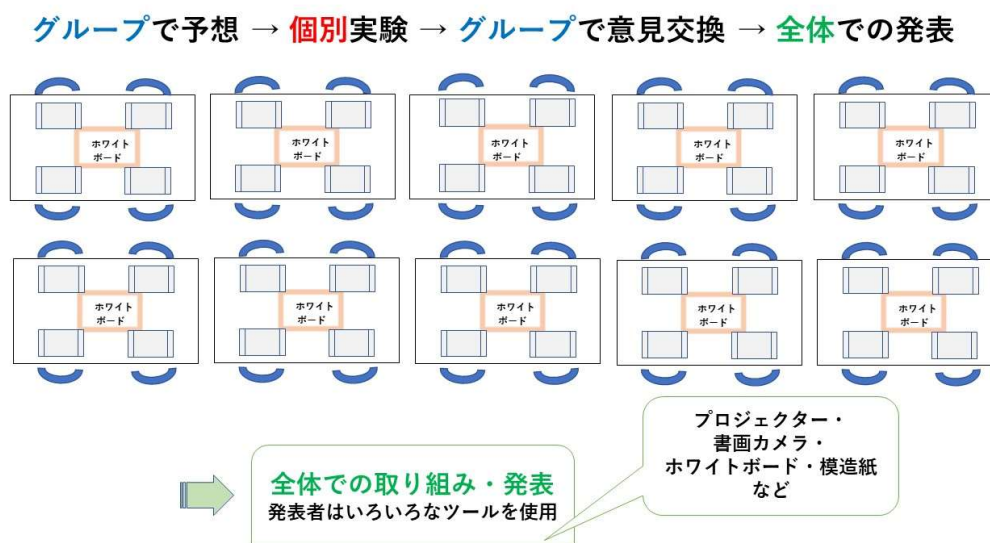 グループで予想 → 個別実験 → グループで意見交換 → 全体での発表
ホワイト
ボード
ホワイト
ボード
ホワイト
ボード
ホワイト
ボード
ホワイト
ボード
ホワイト
ボード
ホワイト
ボード
ホワイト
ボード
ホワイト
ボード
ホワイト
ボード
プロジェクター・
書画カメラ・
ホワイトボード・模造紙
など
全体での取り組み・発表
発表者はいろいろなツールを使用